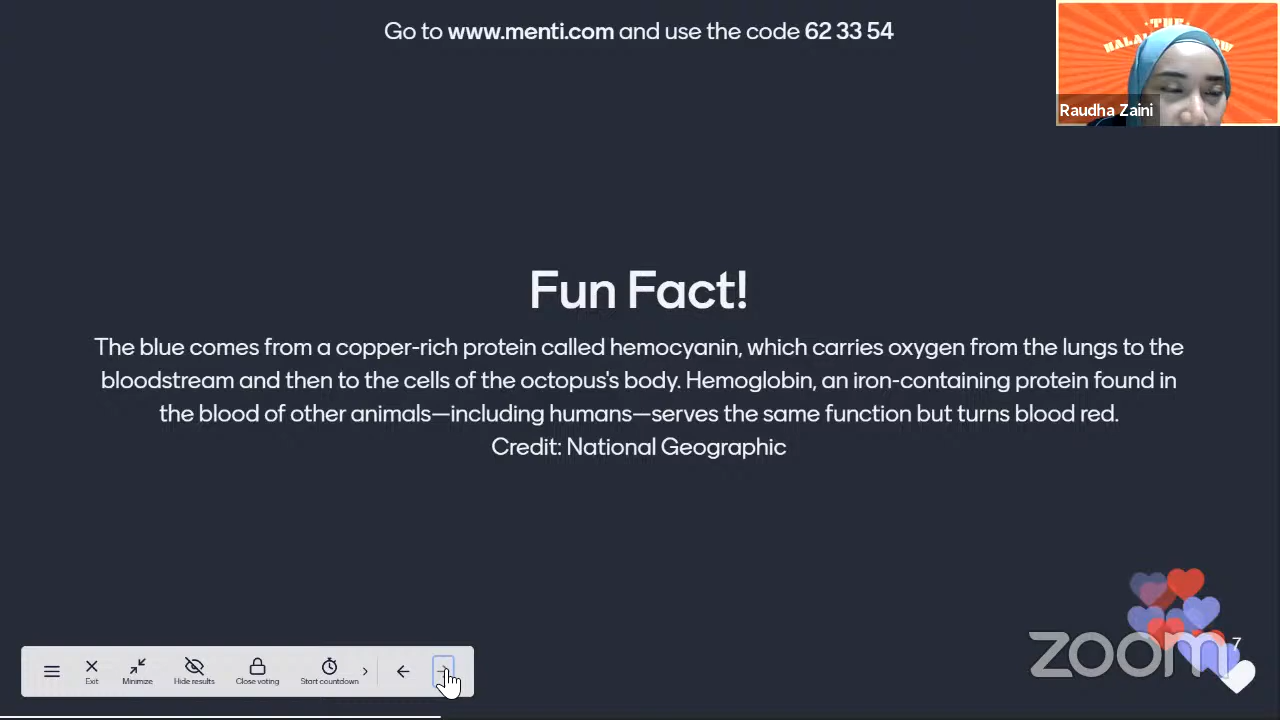 Go to www.menti.com and use the code 62 33 54
THE
Raudha Zaini
Fun Fact!
The blue comes from a copper-rich protein called hemocyanin, which carries oxygen from the lungs to the
bloodstream and then to the cells of the octopus's body. Hemoglobin, an iron-containing protein found in
the blood of other animals—including humans—serves the same function but turns blood red.
Credit: National Geographic
7
zoom
Exit
Minimize
Hide results
Close voting
Start countdown